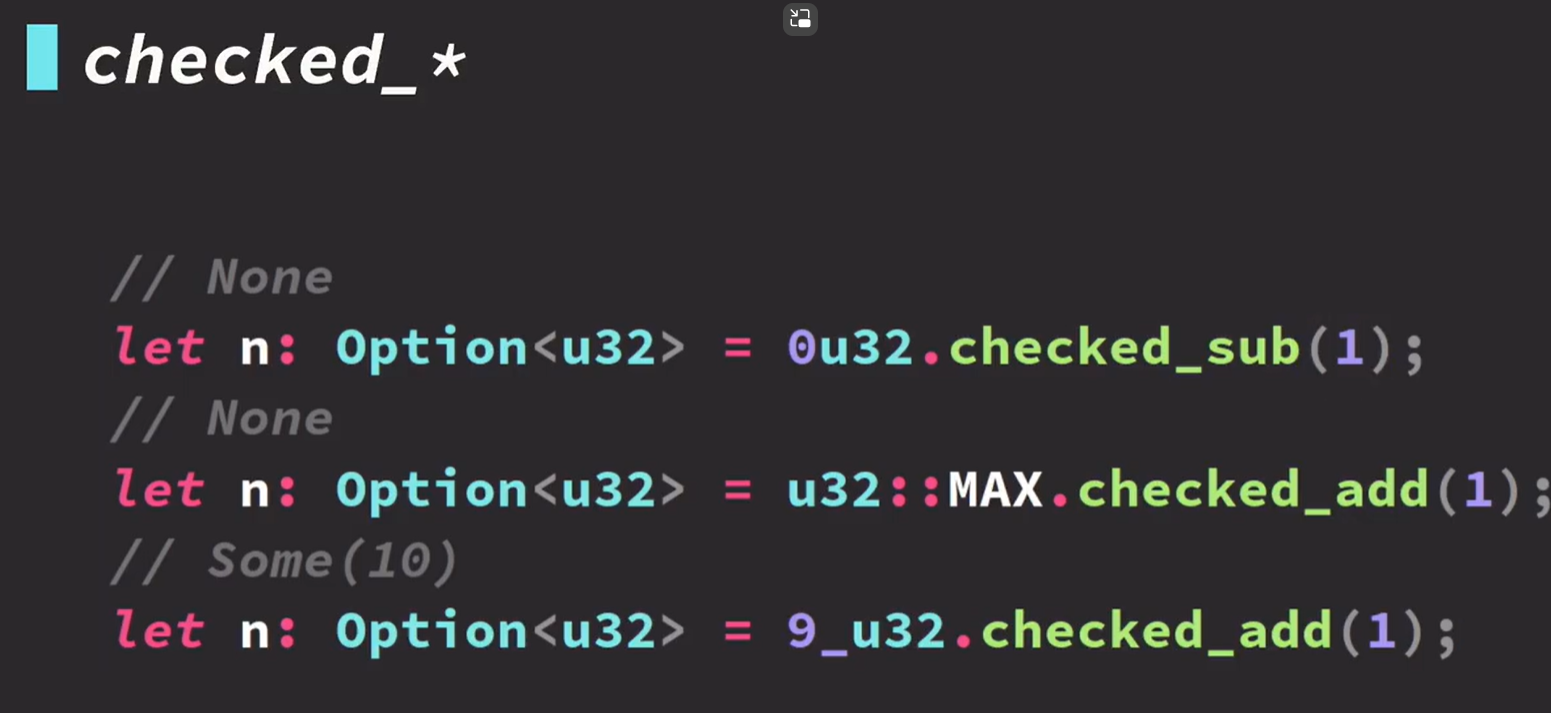 checked_*
// None
let n: Option<u32> = 0u32.checked_sub(1);
// None
let n: Option<u32> = u32::MAX.checked_add(1);
// Some(10)
let n: Option<u32> = 9_u32.checked_add(1);